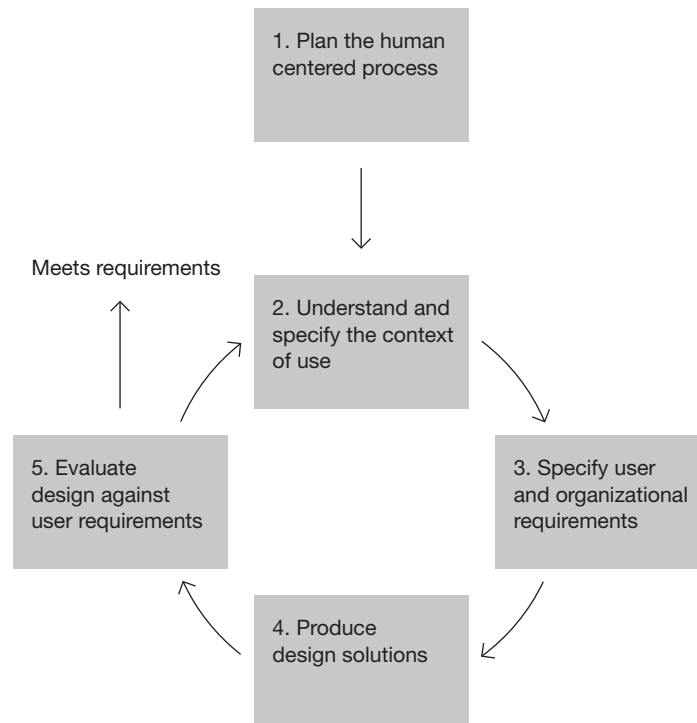 1. Plan the human
centered process
Meets requirements
2. Understand and
specify the context
of use
5. Evaluate
design against
user requirements
3. Specify user
and organizational
requirements
4. Produce
design solutions